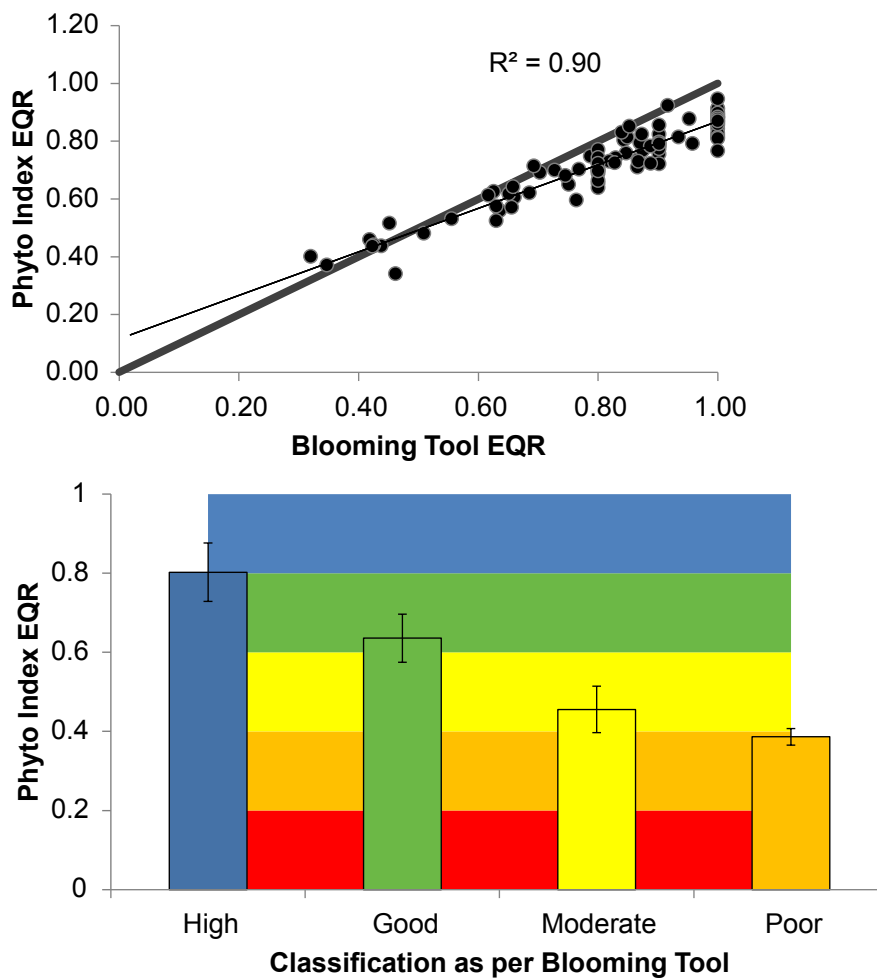 1.20
1.00
0.80
0.60
0.40
0.20
0.00
Phyto Index EQR
R² = 0.90
0.00 0.20 0.40 0.60 0.80 1.00
Blooming Tool EQR
1
0.8
0.6
0.4
0.2
0
Phyto Index EQR
High Good Moderate Poor
Classification as per Blooming Tool